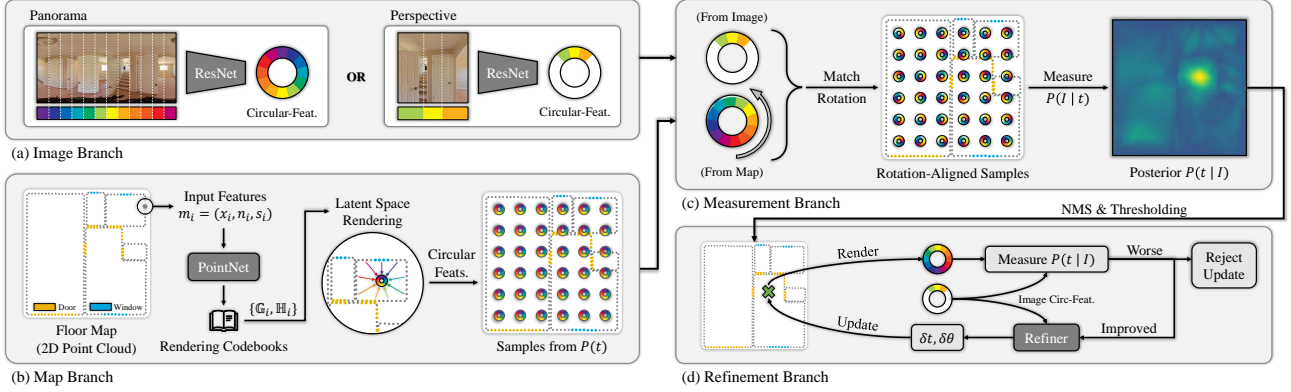 Panorama
ResNet
Circular-Feat.
OR
Perspective
ResNet
Circular-Feat.
(a) Image Branch
Floor Map
(2D Point Cloud)
Door
Window
Input Features
m_i = (x_i, n_i, s_i)
PointNet
Rendering Codebooks
{𝔾_i, ℍ_i}
Latent Space
Rendering
Circular
Feats.
Samples from P(t)
(b) Map Branch
(From Image)
(From Map)
Match
Rotation
Rotation-Aligned Samples
Measure
P(I | t)
Posterior P(t | I)
(c) Measurement Branch
NMS & Thresholding
Render
Measure P(t | I)
Worse
Reject
Update
Image Circ-Feat.
Improved
Refiner
δt, δθ
Update
(d) Refinement Branch